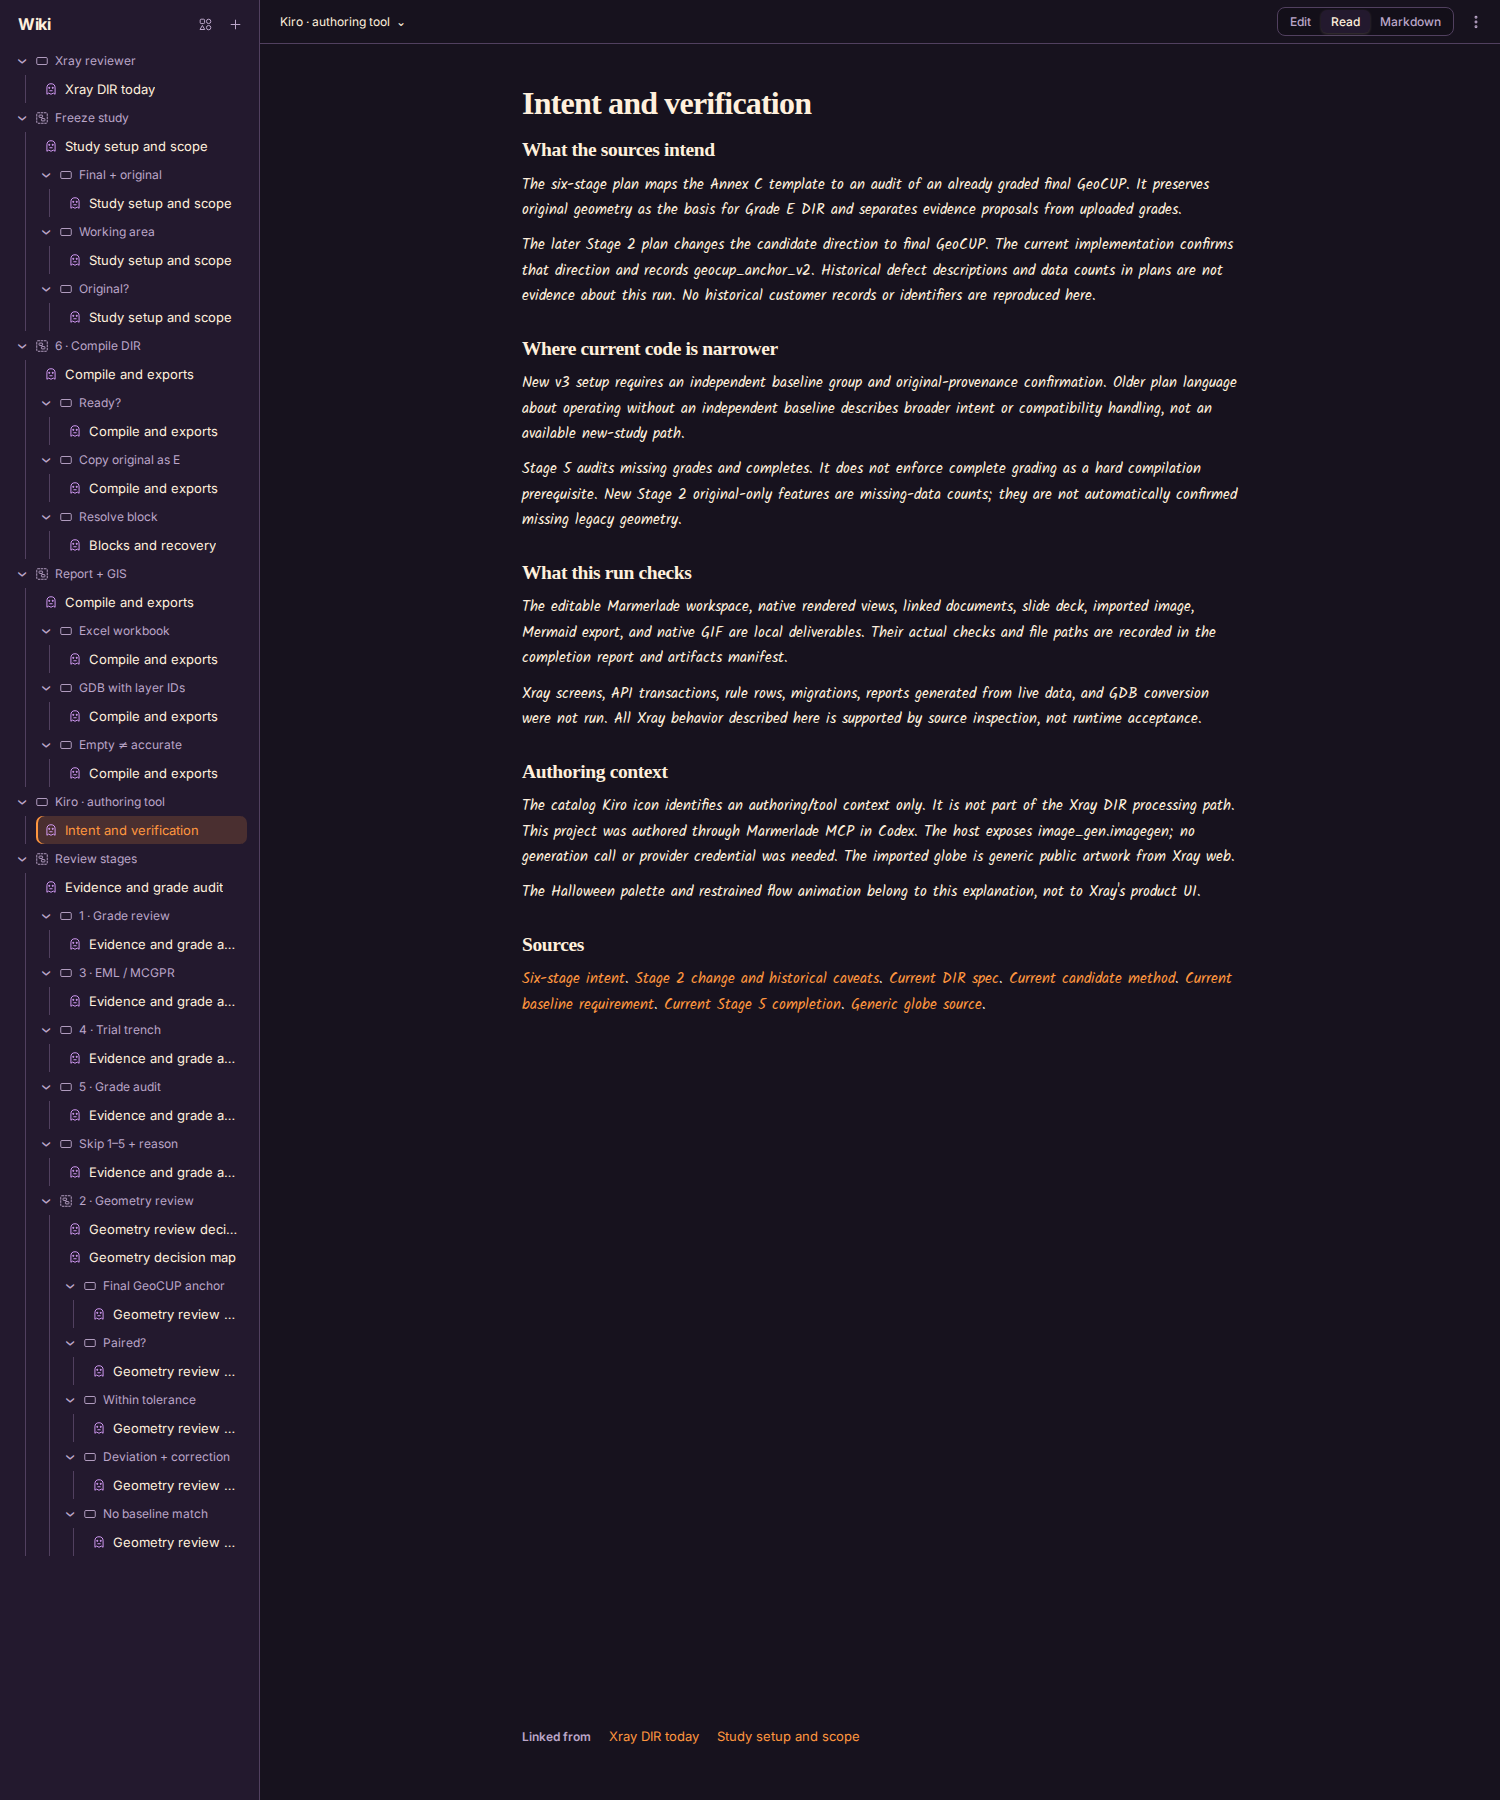 Wiki
Xray reviewer
Xray DIR today
Freeze study
Study setup and scope
Final + original
Study setup and scope
Working area
Study setup and scope
Original?
Study setup and scope
6 · Compile DIR
Compile and exports
Ready?
Compile and exports
Copy original as E
Compile and exports
Resolve block
Blocks and recovery
Report + GIS
Compile and exports
Excel workbook
Compile and exports
GDB with layer IDs
Compile and exports
Empty ≠ accurate
Compile and exports
Kiro · authoring tool
Intent and verification
Review stages
Evidence and grade audit
1 · Grade review
Evidence and grade a...
3 · EML / MCGPR
Evidence and grade a...
4 · Trial trench
Evidence and grade a...
5 · Grade audit
Evidence and grade a...
Skip 1–5 + reason
Evidence and grade a...
2 · Geometry review
Geometry review deci...
Geometry decision map
Final GeoCUP anchor
Geometry review ...
Paired?
Geometry review ...
Within tolerance
Geometry review ...
Deviation + correction
Geometry review ...
No baseline match
Geometry review ...
Kiro · authoring tool
Edit Read Markdown
Intent and verification
What the sources intend
The six-stage plan maps the Annex C template to an audit of an already graded final GeoCUP. It preserves
original geometry as the basis for Grade E DIR and separates evidence proposals from uploaded grades.
The later Stage 2 plan changes the candidate direction to final GeoCUP. The current implementation confirms
that direction and records geocup_anchor_v2. Historical defect descriptions and data counts in plans are not
evidence about this run. No historical customer records or identifiers are reproduced here.
Where current code is narrower
New v3 setup requires an independent baseline group and original-provenance confirmation. Older plan language
about operating without an independent baseline describes broader intent or compatibility handling, not an
available new-study path.
Stage 5 audits missing grades and completes. It does not enforce complete grading as a hard compilation
prerequisite. New Stage 2 original-only features are missing-data counts; they are not automatically confirmed
missing legacy geometry.
What this run checks
The editable Marmerlade workspace, native rendered views, linked documents, slide deck, imported image,
Mermaid export, and native GIF are local deliverables. Their actual checks and file paths are recorded in the
completion report and artifacts manifest.
Xray screens, API transactions, rule rows, migrations, reports generated from live data, and GDB conversion
were not run. All Xray behavior described here is supported by source inspection, not runtime acceptance.
Authoring context
The catalog Kiro icon identifies an authoring/tool context only. It is not part of the Xray DIR processing path.
This project was authored through Marmerlade MCP in Codex. The host exposes image_gen.imagegen; no
generation call or provider credential was needed. The imported globe is generic public artwork from Xray web.
The Halloween palette and restrained flow animation belong to this explanation, not to Xray's product UI.
Sources
Six-stage intent. Stage 2 change and historical caveats. Current DIR spec. Current candidate method. Current
baseline requirement. Current Stage 5 completion. Generic globe source.
Linked from Xray DIR today Study setup and scope